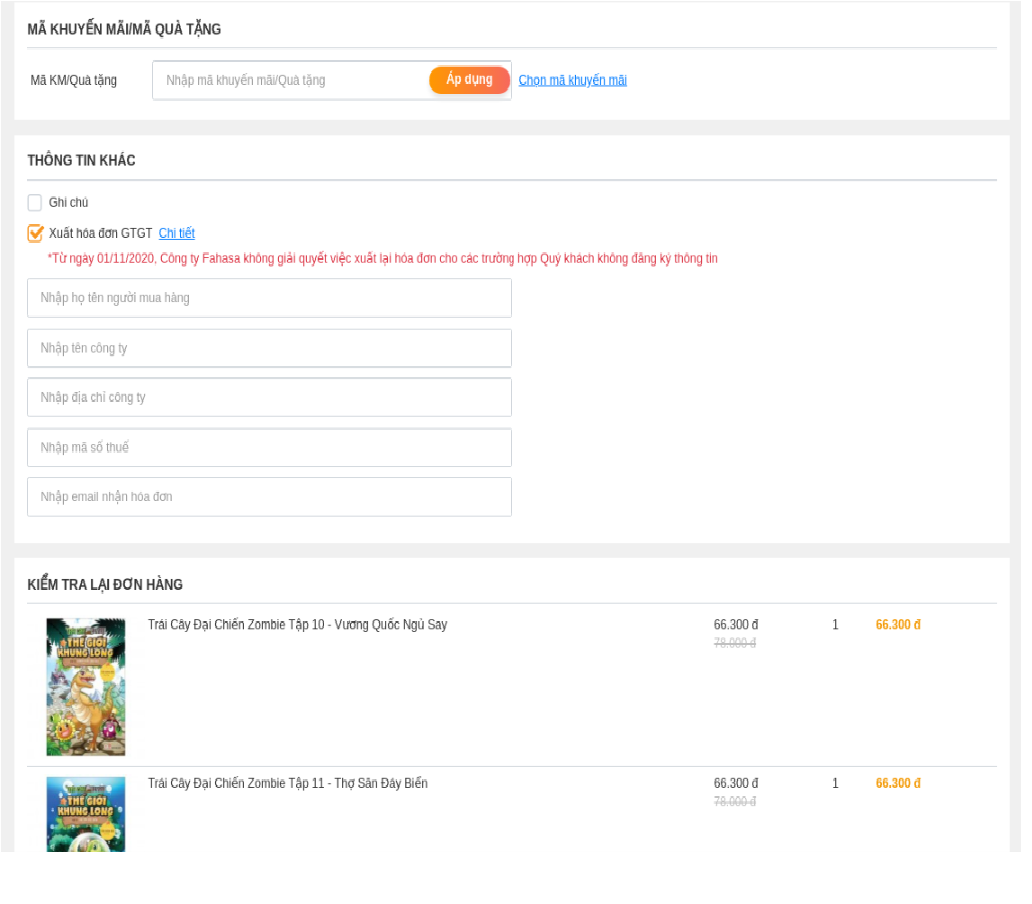 MÃ KHUYẾN MÃI/MÃ QUÀ TẶNG
Mã KM/Quà tặng
Nhập mã khuyến mãi/Quà tặng
Áp dụng
Chọn mã khuyến mãi
THÔNG TIN KHÁC
Ghi chú
Xuất hóa đơn GTGT Chi tiết
*Từ ngày 01/11/2020, Công ty Fahasa không giải quyết việc xuất lại hóa đơn cho các trường hợp Quý khách không đăng ký thông tin
Nhập họ tên người mua hàng
Nhập tên công ty
Nhập địa chỉ công ty
Nhập mã số thuế
Nhập email nhận hóa đơn
KIỂM TRA LẠI ĐƠN HÀNG
THẾ GIỚI
KHỦNG LONG
Trái Cây Đại Chiến Zombie Tập 10 - Vương Quốc Ngủ Say
66.300 đ
78.000 đ
1
66.300 đ
THẾ GIỚI
KHỦNG LONG
Trái Cây Đại Chiến Zombie Tập 11 - Thợ Săn Đáy Biển
66.300 đ
78.000 đ
1
66.300 đ